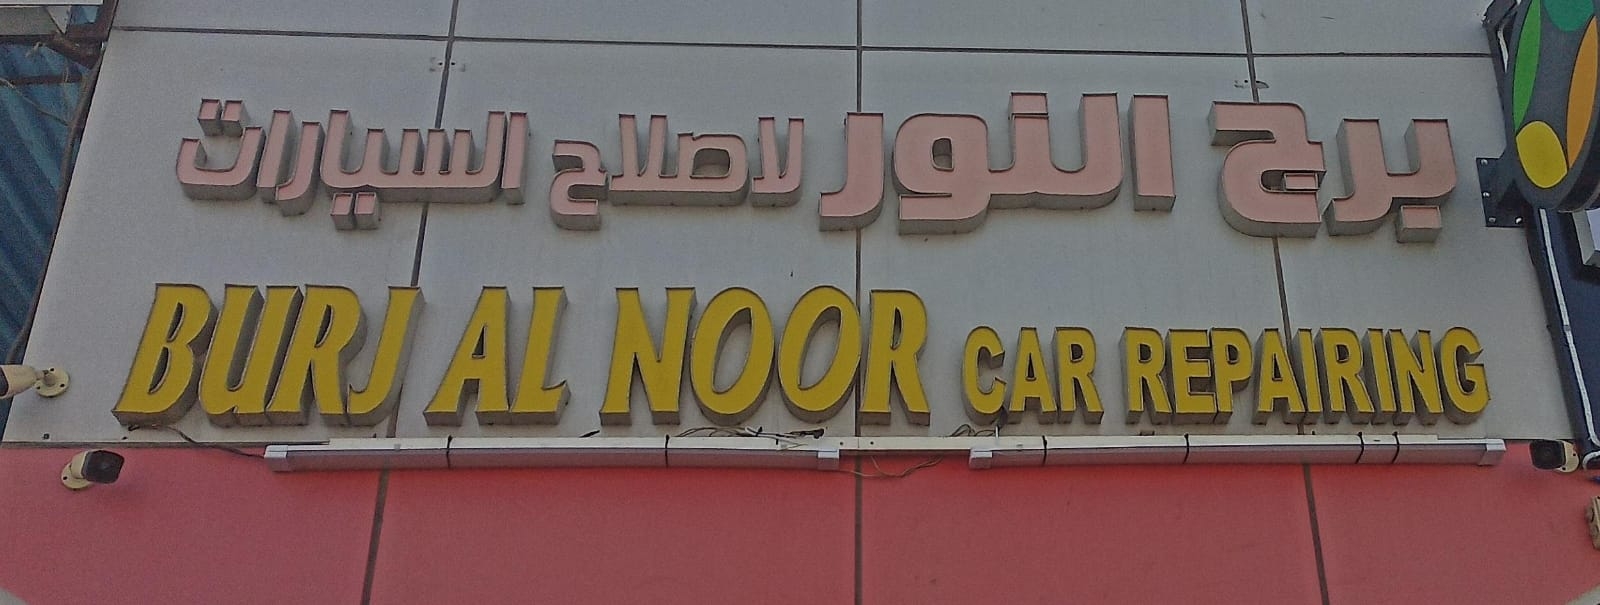 برج النور لاصلاح السيارات
BURJ AL NOOR CAR REPAIRING